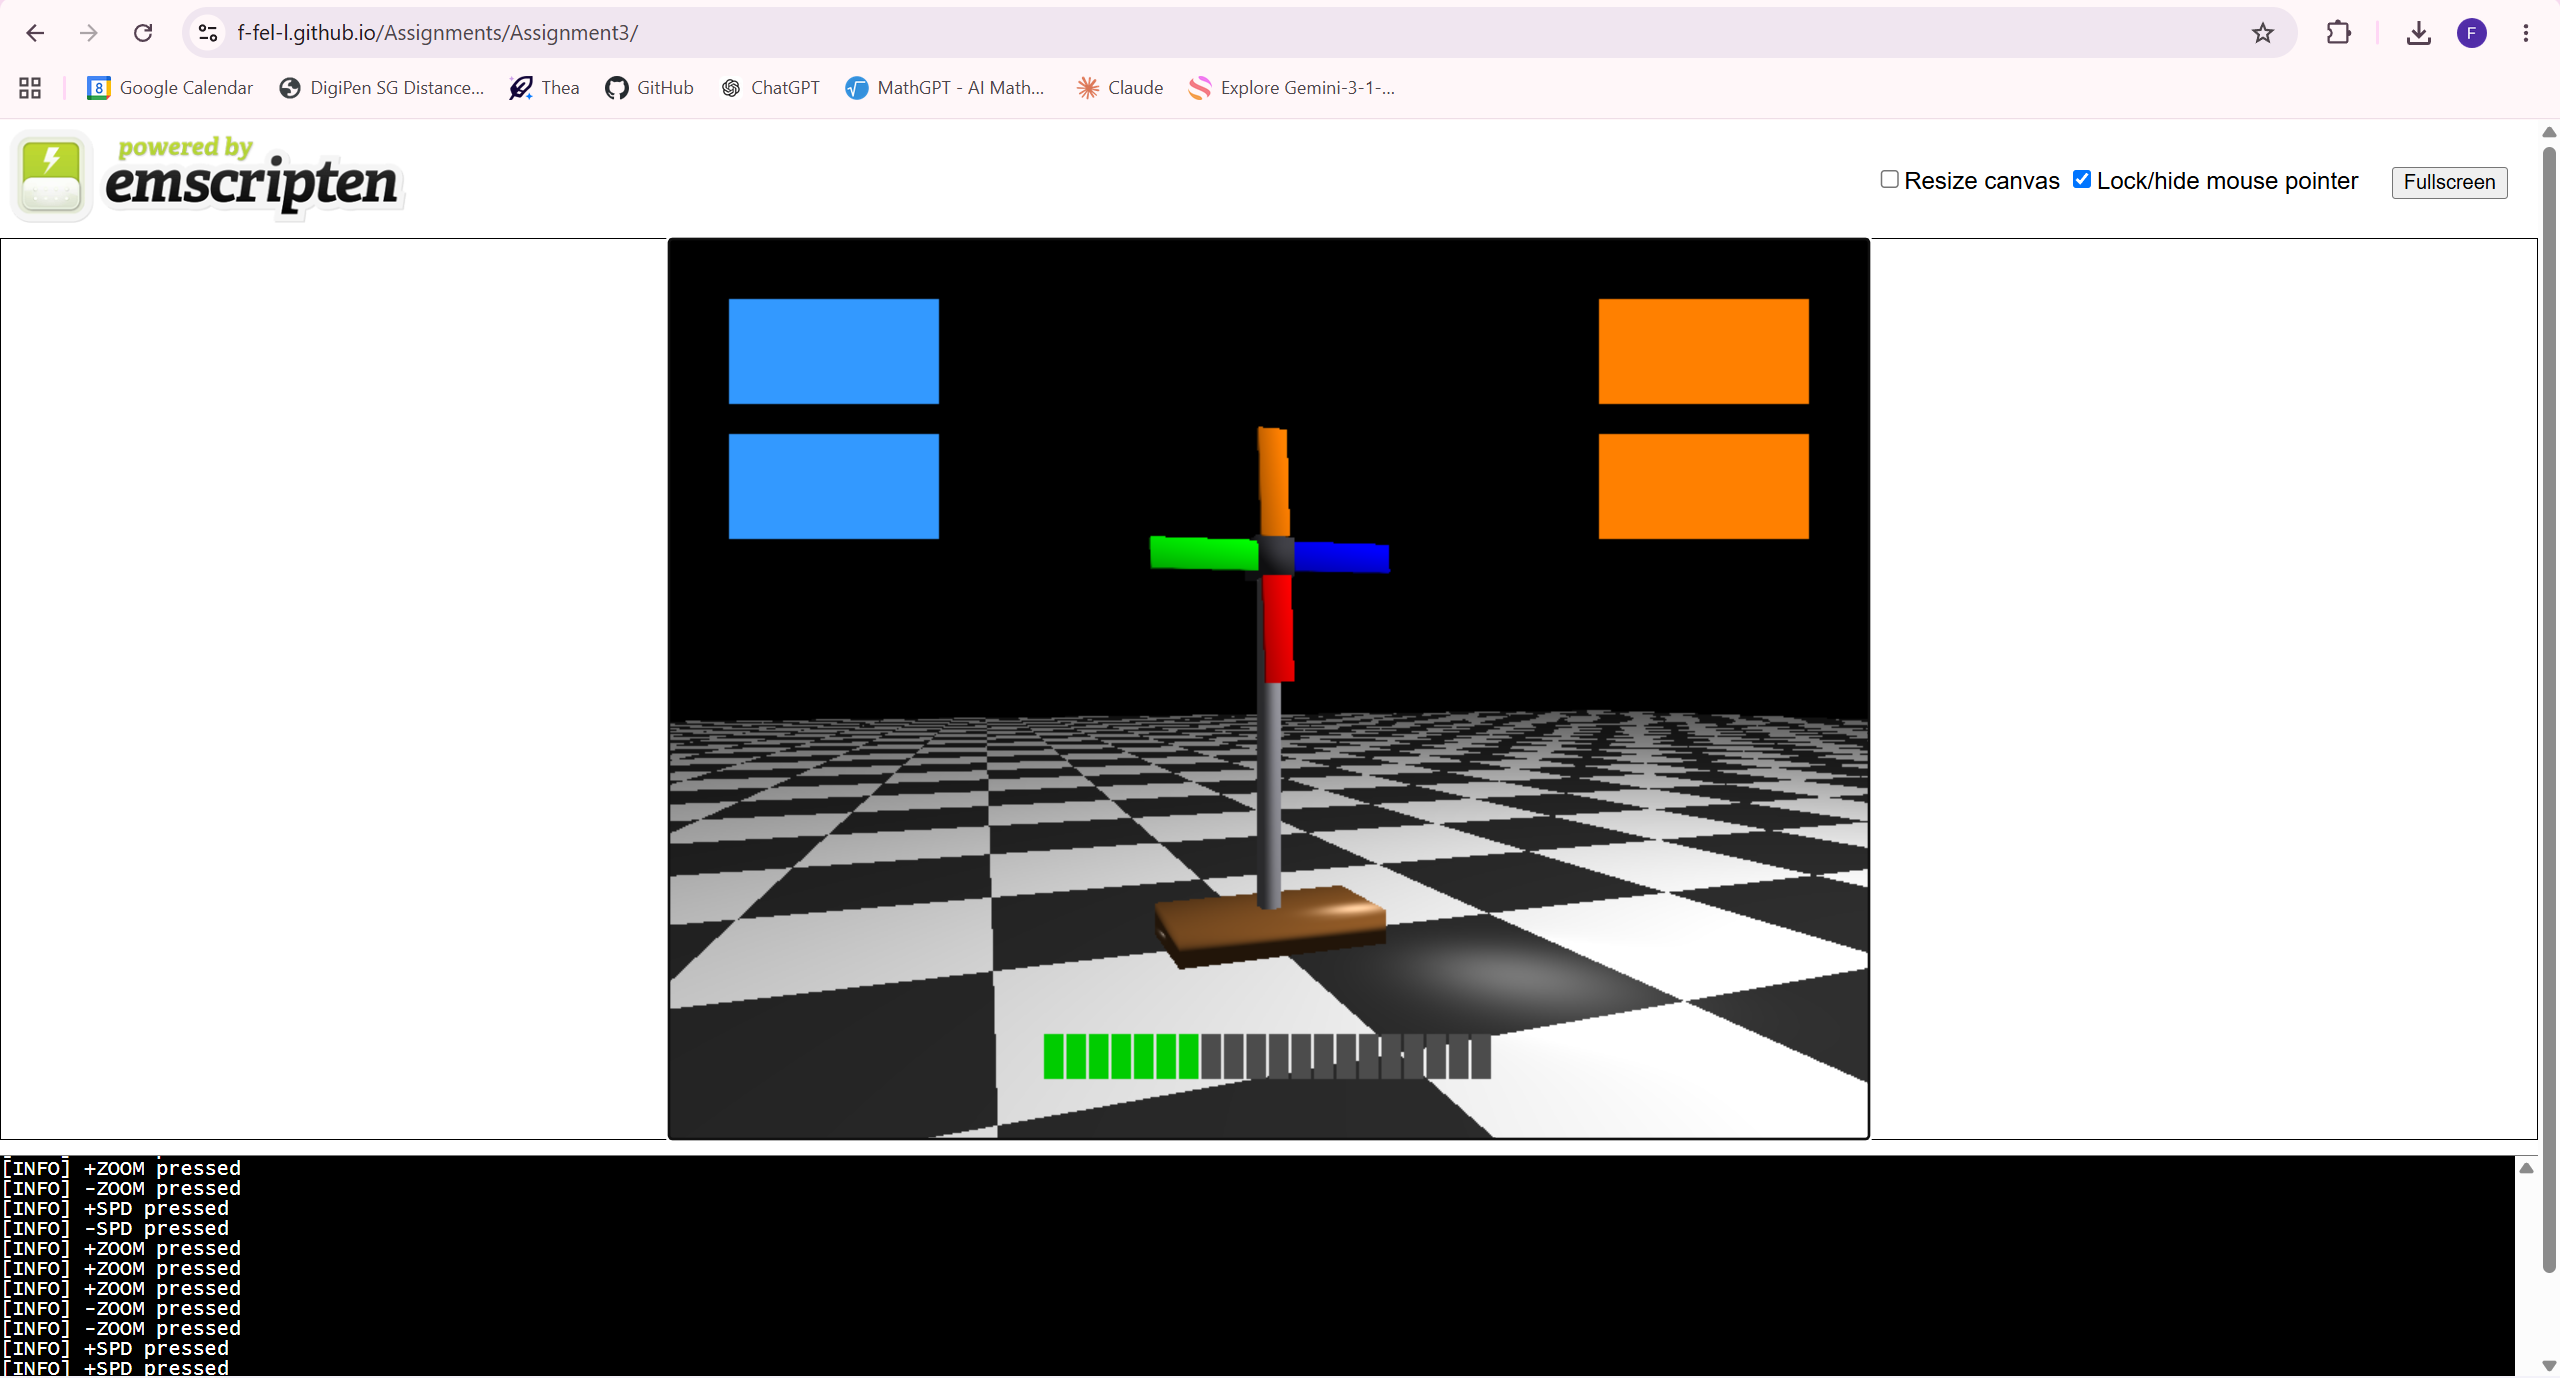 f-fel-l.github.io/Assignments/Assignment3/
F
8 Google Calendar DigiPen SG Distance... Thea GitHub ChatGPT MathGPT - AI Math... Claude Explore Gemini-3-1-...
powered by
emscripten
Resize canvas Lock/hide mouse pointer Fullscreen
[INFO] +ZOOM pressed
[INFO] -ZOOM pressed
[INFO] +SPD pressed
[INFO] -SPD pressed
[INFO] +ZOOM pressed
[INFO] +ZOOM pressed
[INFO] +ZOOM pressed
[INFO] -ZOOM pressed
[INFO] -ZOOM pressed
[INFO] +SPD pressed
[INFO] +SPD pressed